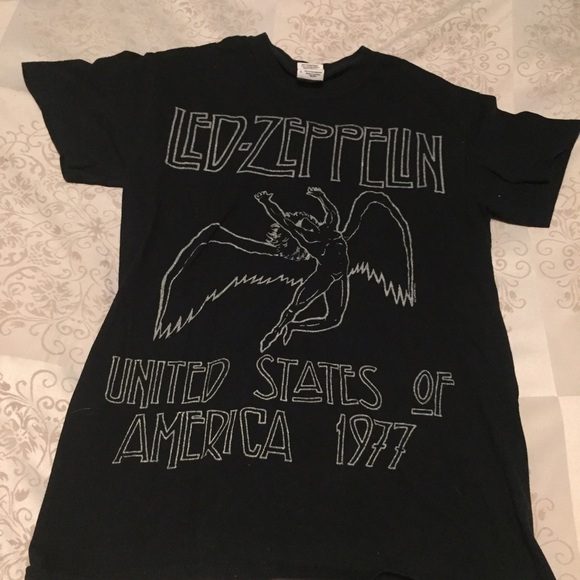 LED-ZEPPELIN
UNITED STATES OF
AMERICA 1977